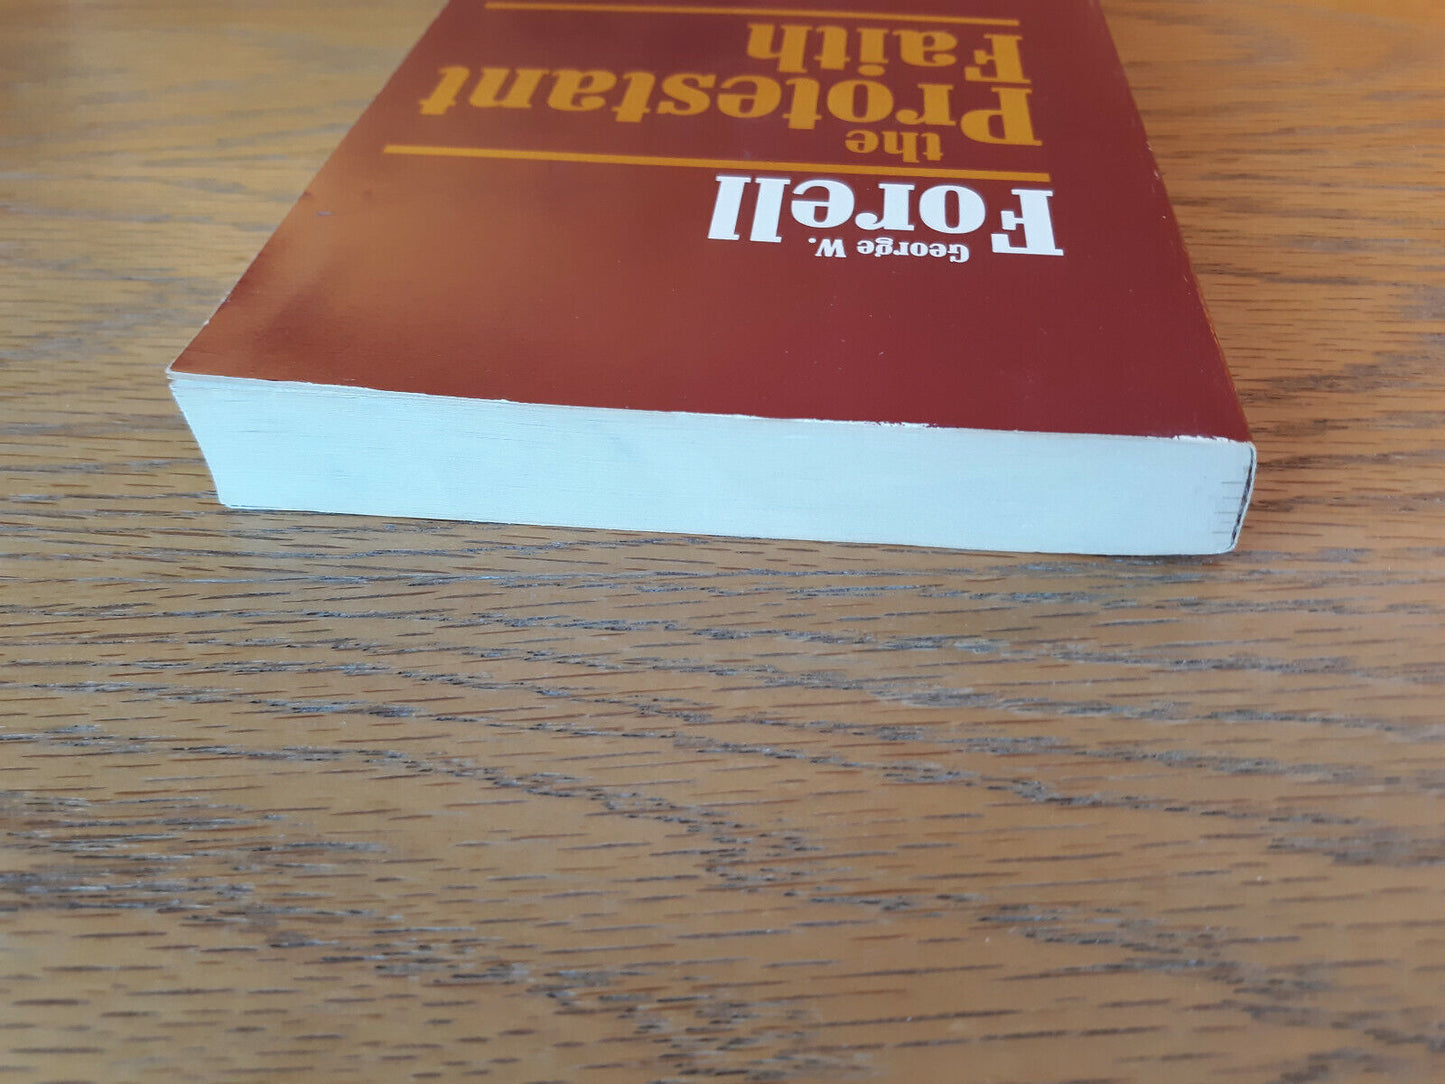 George W.
Forell
the
Protestant
Faith